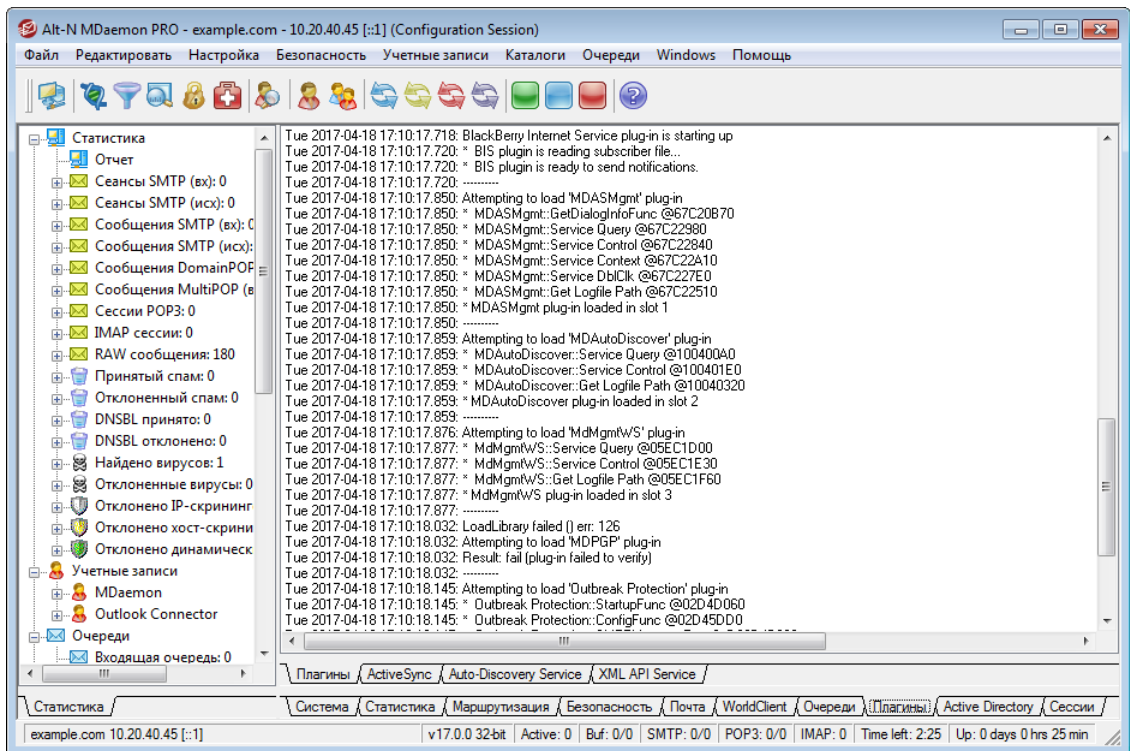 Alt-N MDaemon PRO - example.com - 10.20.40.45 [::1] (Configuration Session)
Файл Редактировать Настройка Безопасность Учетные записи Каталоги Очереди Windows Помощь
Статистика
Отчет
Сеансы SMTP (вх): 0
Сеансы SMTP (исх): 0
Сообщения SMTP (вх): 0
Сообщения SMTP (исх):
Сообщения DomainPOP
Сообщения MultiPOP (в
Сессии POP3: 0
IMAP сессии: 0
RAW сообщения: 180
Принятый спам: 0
Отклоненный спам: 0
DNSBL принято: 0
DNSBL отклонено: 0
Найдено вирусов: 1
Отклоненные вирусы: 0
Отклонено IP-скрининг
Отклонено хост-скрини
Отклонено динамическ
Учетные записи
MDaemon
Outlook Connector
Очереди
Входящая очередь: 0
Статистика
Tue 2017-04-18 17:10:17.718: BlackBerry Internet Service plug-in is starting up
Tue 2017-04-18 17:10:17.720: * BIS plugin is reading subscriber file...
Tue 2017-04-18 17:10:17.720: * BIS plugin is ready to send notifications.
Tue 2017-04-18 17:10:17.720: ----------
Tue 2017-04-18 17:10:17.850: Attempting to load 'MDASMgmt' plug-in
Tue 2017-04-18 17:10:17.850: * MDASMgmt::GetDialogInfoFunc @67C20B70
Tue 2017-04-18 17:10:17.850: * MDASMgmt::Service Query @67C22980
Tue 2017-04-18 17:10:17.850: * MDASMgmt::Service Control @67C22840
Tue 2017-04-18 17:10:17.850: * MDASMgmt::Service Context @67C22A10
Tue 2017-04-18 17:10:17.850: * MDASMgmt::Service DblClk @67C227E0
Tue 2017-04-18 17:10:17.850: * MDASMgmt::Get Logfile Path @67C22510
Tue 2017-04-18 17:10:17.850: * MDASMgmt plug-in loaded in slot 1
Tue 2017-04-18 17:10:17.850: ----------
Tue 2017-04-18 17:10:17.859: Attempting to load 'MDAutoDiscover' plug-in
Tue 2017-04-18 17:10:17.859: * MDAutoDiscover::Service Query @100400A0
Tue 2017-04-18 17:10:17.859: * MDAutoDiscover::Service Control @100401E0
Tue 2017-04-18 17:10:17.859: * MDAutoDiscover::Get Logfile Path @10040320
Tue 2017-04-18 17:10:17.859: * MDAutoDiscover plug-in loaded in slot 2
Tue 2017-04-18 17:10:17.859: ----------
Tue 2017-04-18 17:10:17.876: Attempting to load 'MdMgmtWS' plug-in
Tue 2017-04-18 17:10:17.877: * MdMgmtWS::Service Query @05EC1D00
Tue 2017-04-18 17:10:17.877: * MdMgmtWS::Service Control @05EC1E30
Tue 2017-04-18 17:10:17.877: * MdMgmtWS::Get Logfile Path @05EC1F60
Tue 2017-04-18 17:10:17.877: * MdMgmtWS plug-in loaded in slot 3
Tue 2017-04-18 17:10:17.877: ----------
Tue 2017-04-18 17:10:18.032: LoadLibrary failed () err: 126
Tue 2017-04-18 17:10:18.032: Attempting to load 'MDPGP' plug-in
Tue 2017-04-18 17:10:18.032: Result: fail (plug-in failed to verify)
Tue 2017-04-18 17:10:18.032: ----------
Tue 2017-04-18 17:10:18.145: Attempting to load 'Outbreak Protection' plug-in
Tue 2017-04-18 17:10:18.145: * Outbreak Protection::StartupFunc @02D4D060
Tue 2017-04-18 17:10:18.145: * Outbreak Protection::ConfigFunc @02D45DD0
Плагины ActiveSync Auto-Discovery Service XML API Service
Система Статистика Маршрутизация Безопасность Почта WorldClient Очереди Плагины Active Directory Сессии
example.com 10.20.40.45 [::1] v17.0.0 32-bit Active: 0 Buf: 0/0 SMTP: 0/0 POP3: 0/0 IMAP: 0 Time left: 2:25 Up: 0 days 0 hrs 25 min